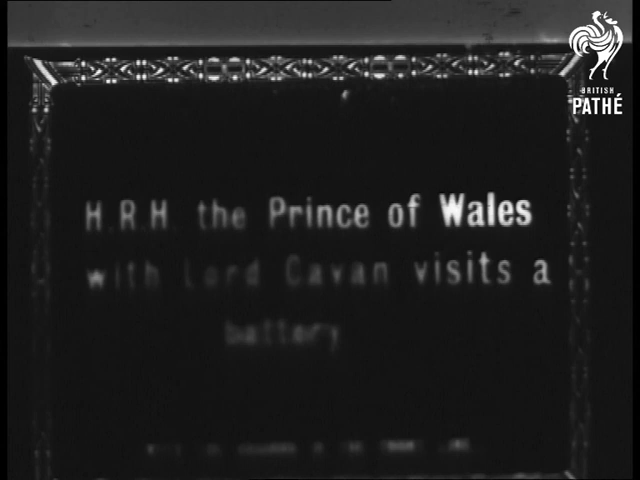 BRITISH
PATHÉ
H.R.H. the Prince of Wales
with Lord Cavan visits a
battery